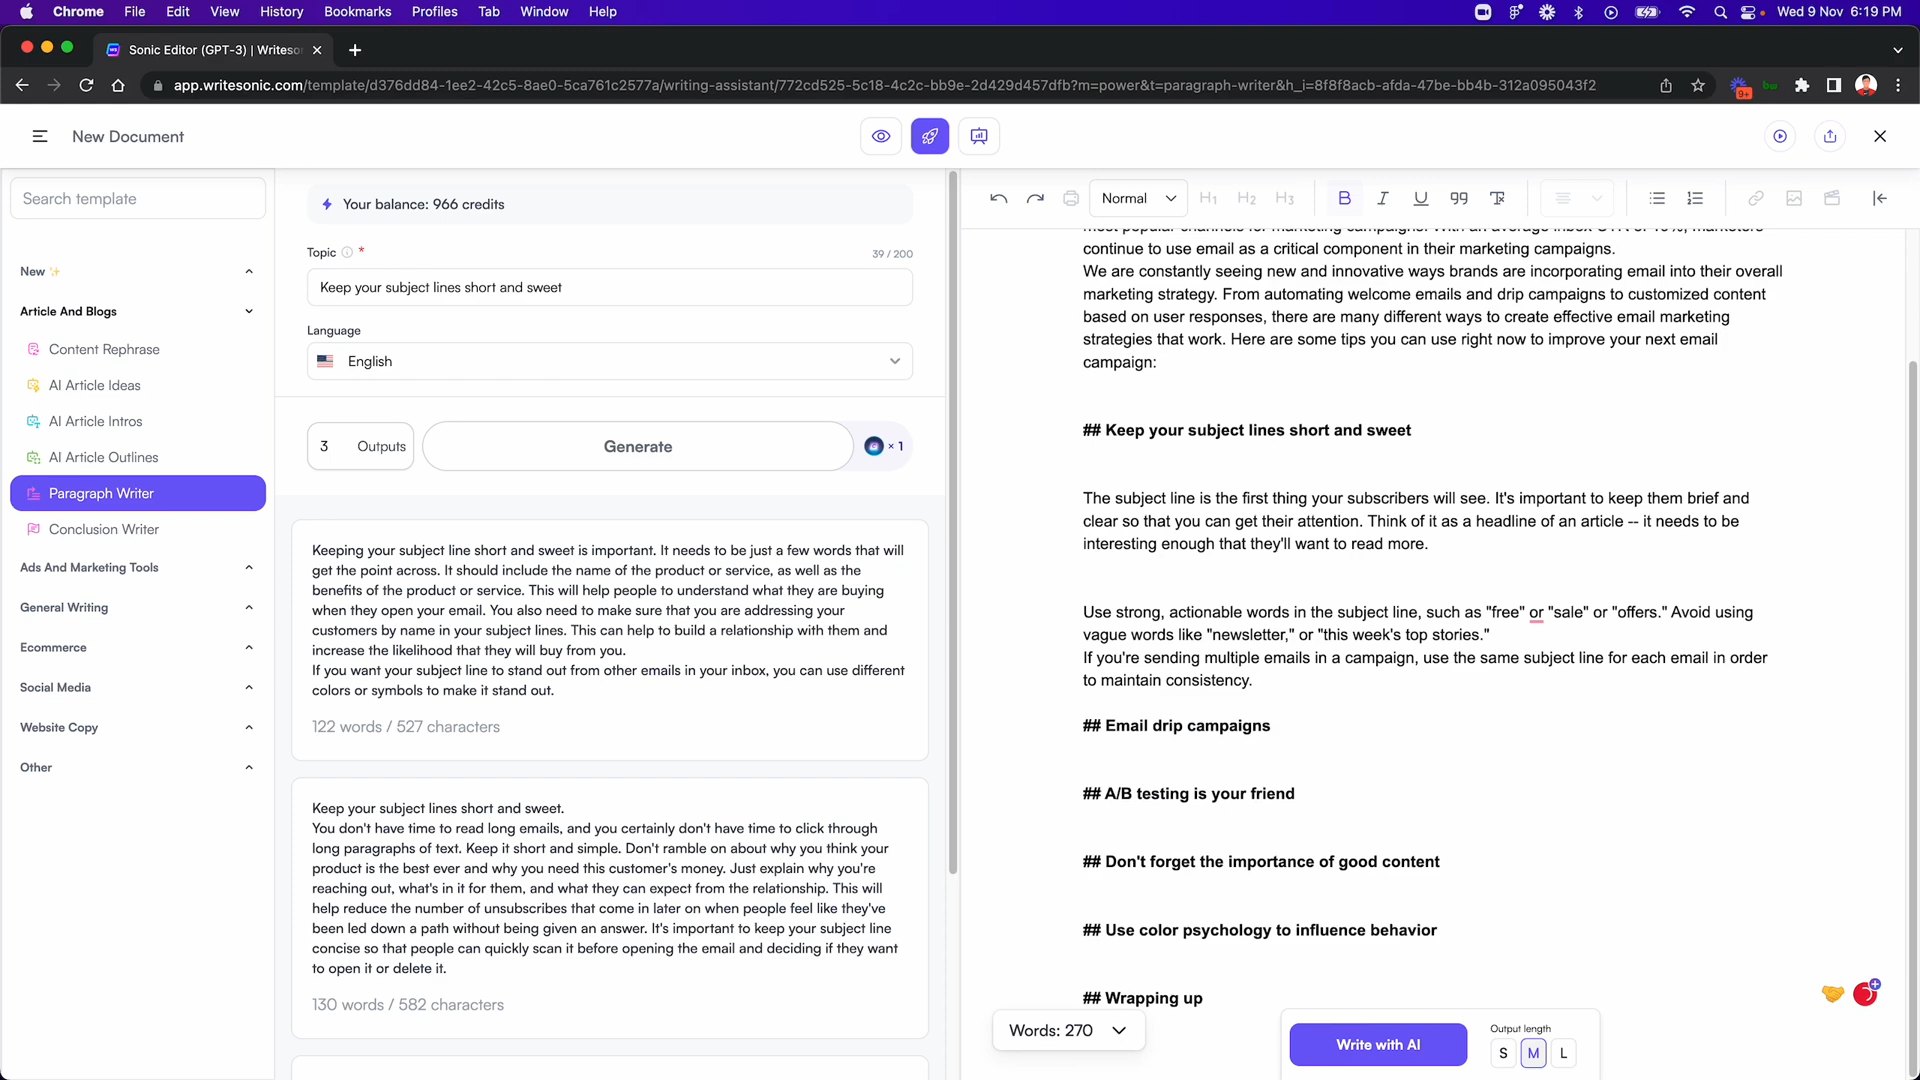 Chrome File Edit View History Bookmarks Profiles Tab Window Help Wed 9 Nov 6:19 PM
Sonic Editor (GPT-3) | Writeso
app.writesonic.com/template/d376dd84-1ee2-42c5-8ae0-5ca761c2577a/writing-assistant/772cd525-5c18-4c2c-bb9e-2d429d457dfb?m=power&t=paragraph-writer&h_i=8f8f8acb-afda-47be-bb4b-312a095043f2
9+
bw
New Document
Search template
New
Article And Blogs
Content Rephrase
AI Article Ideas
AI Article Intros
AI Article Outlines
Paragraph Writer
Conclusion Writer
Ads And Marketing Tools
General Writing
Ecommerce
Social Media
Website Copy
Other
Your balance: 966 credits
Topic * 39 / 200
Keep your subject lines short and sweet
Language
English
3 Outputs Generate × 1
Keeping your subject line short and sweet is important. It needs to be just a few words that will
get the point across. It should include the name of the product or service, as well as the
benefits of the product or service. This will help people to understand what they are buying
when they open your email. You also need to make sure that you are addressing your
customers by name in your subject lines. This can help to build a relationship with them and
increase the likelihood that they will buy from you.
If you want your subject line to stand out from other emails in your inbox, you can use different
colors or symbols to make it stand out.
122 words / 527 characters
Keep your subject lines short and sweet.
You don't have time to read long emails, and you certainly don't have time to click through
long paragraphs of text. Keep it short and simple. Don't ramble on about why you think your
product is the best ever and why you need this customer's money. Just explain why you're
reaching out, what's in it for them, and what they can expect from the relationship. This will
help reduce the number of unsubscribes that come in later on when people feel like they've
been led down a path without being given an answer. It's important to keep your subject line
concise so that people can quickly scan it before opening the email and deciding if they want
to open it or delete it.
130 words / 582 characters
Normal H1 H2 H3 B I U
most popular channels for marketing campaigns. With an average inbox CTR of 10%, marketers
continue to use email as a critical component in their marketing campaigns.
We are constantly seeing new and innovative ways brands are incorporating email into their overall
marketing strategy. From automating welcome emails and drip campaigns to customized content
based on user responses, there are many different ways to create effective email marketing
strategies that work. Here are some tips you can use right now to improve your next email
campaign:
## Keep your subject lines short and sweet
The subject line is the first thing your subscribers will see. It's important to keep them brief and
clear so that you can get their attention. Think of it as a headline of an article -- it needs to be
interesting enough that they'll want to read more.
Use strong, actionable words in the subject line, such as "free" or "sale" or "offers." Avoid using
vague words like "newsletter," or "this week's top stories."
If you're sending multiple emails in a campaign, use the same subject line for each email in order
to maintain consistency.
## Email drip campaigns
## A/B testing is your friend
## Don't forget the importance of good content
## Use color psychology to influence behavior
## Wrapping up
Words: 270
Write with AI
Output length
S M L